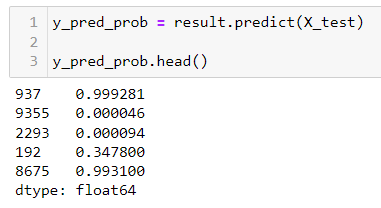 1 y_pred_prob = result.predict(X_test)
2
3 y_pred_prob.head()
937 0.999281
9355 0.000046
2293 0.000094
192 0.347800
8675 0.993100
dtype: float64